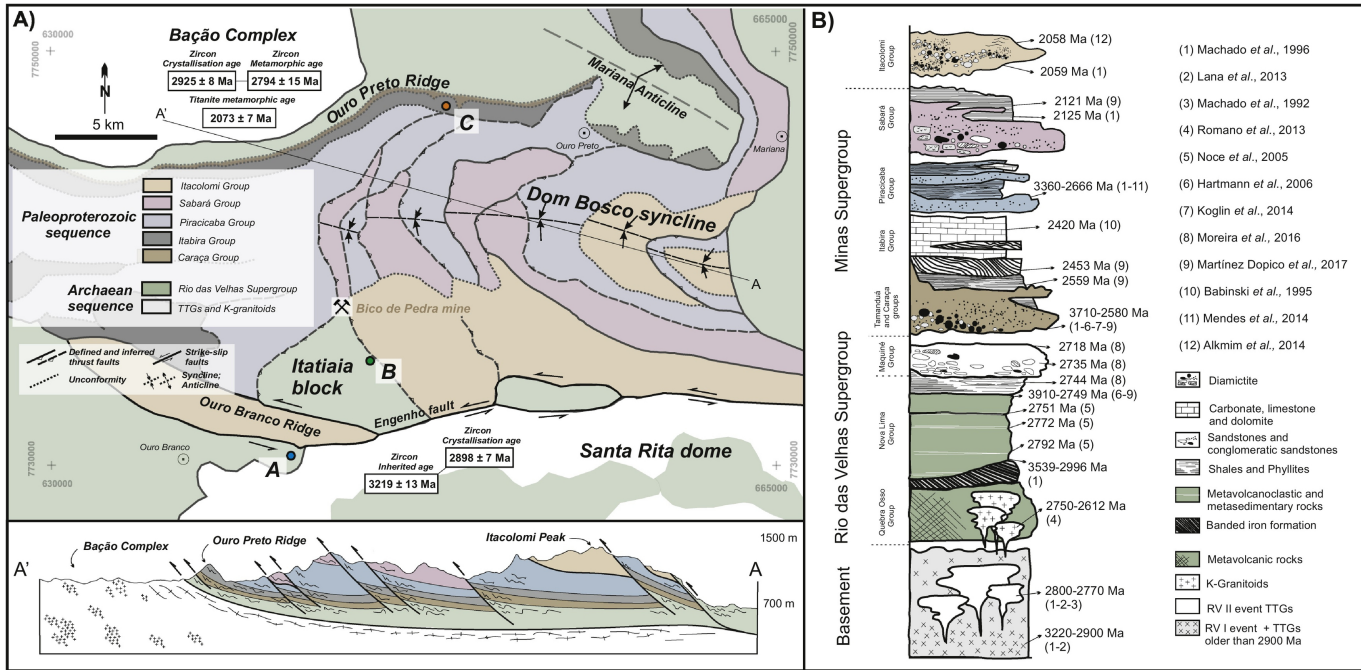 A)
630000
7750000
N
5 km
Bação Complex
Zircon
Crystallisation age
Zircon
Metamorphic age
2925 ± 8 Ma
2794 ± 15 Ma
Titanite metamorphic age
2073 ± 7 Ma
665000
7750000
Ouro Preto Ridge
A'
C
Mariana Anticline
Ouro Preto
Mariana
Dom Bosco syncline
A
Paleoproterozoic
sequence
Itacolomi Group
Sabará Group
Piracicaba Group
Itabira Group
Caraça Group
Archaean
sequence
Rio das Velhas Supergroup
TTGs and K-granitoids
Defined and inferred
thrust faults
Strike-slip
faults
Unconformity
Syncline;
Anticline
Bico de Pedra mine
Itatiaia
block
B
Ouro Branco Ridge
Engenho fault
Ouro Branco
A
7730000
630000
Zircon
Crystallisation age
2898 ± 7 Ma
Zircon
Inherited age
3219 ± 13 Ma
Santa Rita dome
7730000
665000
Bação Complex
Ouro Preto Ridge
Itacolomi Peak
1500 m
A'
A
700 m
B)
Minas Supergroup
Rio das Velhas Supergroup
Basement
Itacolomi
Group
Sabará
Group
Piracicaba
Group
Itabira
Group
Tamanduá
and Caraça
groups
Maquiné
Group
Nova Lima
Group
Quebra Osso
Group
2058 Ma (12)
2059 Ma (1)
2121 Ma (9)
2125 Ma (1)
3360-2666 Ma (1-11)
2420 Ma (10)
2453 Ma (9)
2559 Ma (9)
3710-2580 Ma
(1-6-7-9)
2718 Ma (8)
2735 Ma (8)
2744 Ma (8)
3910-2749 Ma (6-9)
2751 Ma (5)
2772 Ma (5)
2792 Ma (5)
3539-2996 Ma
(1)
2750-2612 Ma
(4)
2800-2770 Ma
(1-2-3)
3220-2900 Ma
(1-2)
(1) Machado et al., 1996
(2) Lana et al., 2013
(3) Machado et al., 1992
(4) Romano et al., 2013
(5) Noce et al., 2005
(6) Hartmann et al., 2006
(7) Koglin et al., 2014
(8) Moreira et al., 2016
(9) Martínez Dopico et al., 2017
(10) Babinski et al., 1995
(11) Mendes et al., 2014
(12) Alkmim et al., 2014
Diamictite
Carbonate, limestone
and dolomite
Sandstones and
conglomeratic sandstones
Shales and Phyllites
Metavolcanoclastic and
metasedimentary rocks
Banded iron formation
Metavolcanic rocks
K-Granitoids
RV II event TTGs
RV I event + TTGs
older than 2900 Ma